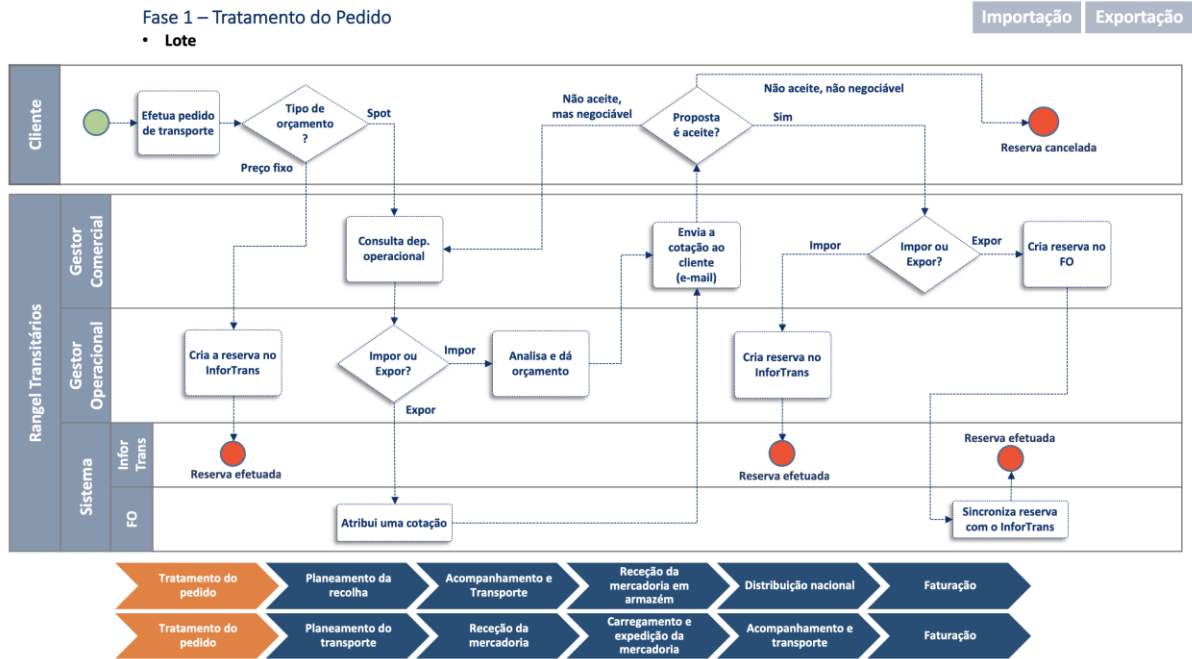 Fase 1 – Tratamento do Pedido
• Lote
Importação
Exportação
Cliente
Efetua pedido
de transporte
Tipo de
orçamento
?
Spot
Preço fixo
Não aceite,
mas negociável
Proposta
é aceite?
Não aceite, não negociável
Sim
Reserva cancelada
Rangel Transitários
Gestor
Comercial
Consulta dep.
operacional
Envia a
cotação ao
cliente
(e-mail)
Impor
Impor ou
Expor?
Expor
Cria reserva no
FO
Gestor
Operacional
Cria a reserva no
InforTrans
Impor ou
Expor?
Impor
Expor
Analisa e dá
orçamento
Cria reserva no
InforTrans
Sistema
Infor
Trans
Reserva efetuada
Reserva efetuada
Reserva efetuada
FO
Atribui uma cotação
Sincroniza reserva
com o InforTrans
Tratamento do
pedido
Planeamento da
recolha
Acompanhamento e
Transporte
Receção da
mercadoria em
armazém
Distribuição nacional
Faturação
Tratamento do
pedido
Planeamento do
transporte
Receção da
mercadoria
Carregamento e
expedição da
mercadoria
Acompanhamento e
transporte
Faturação